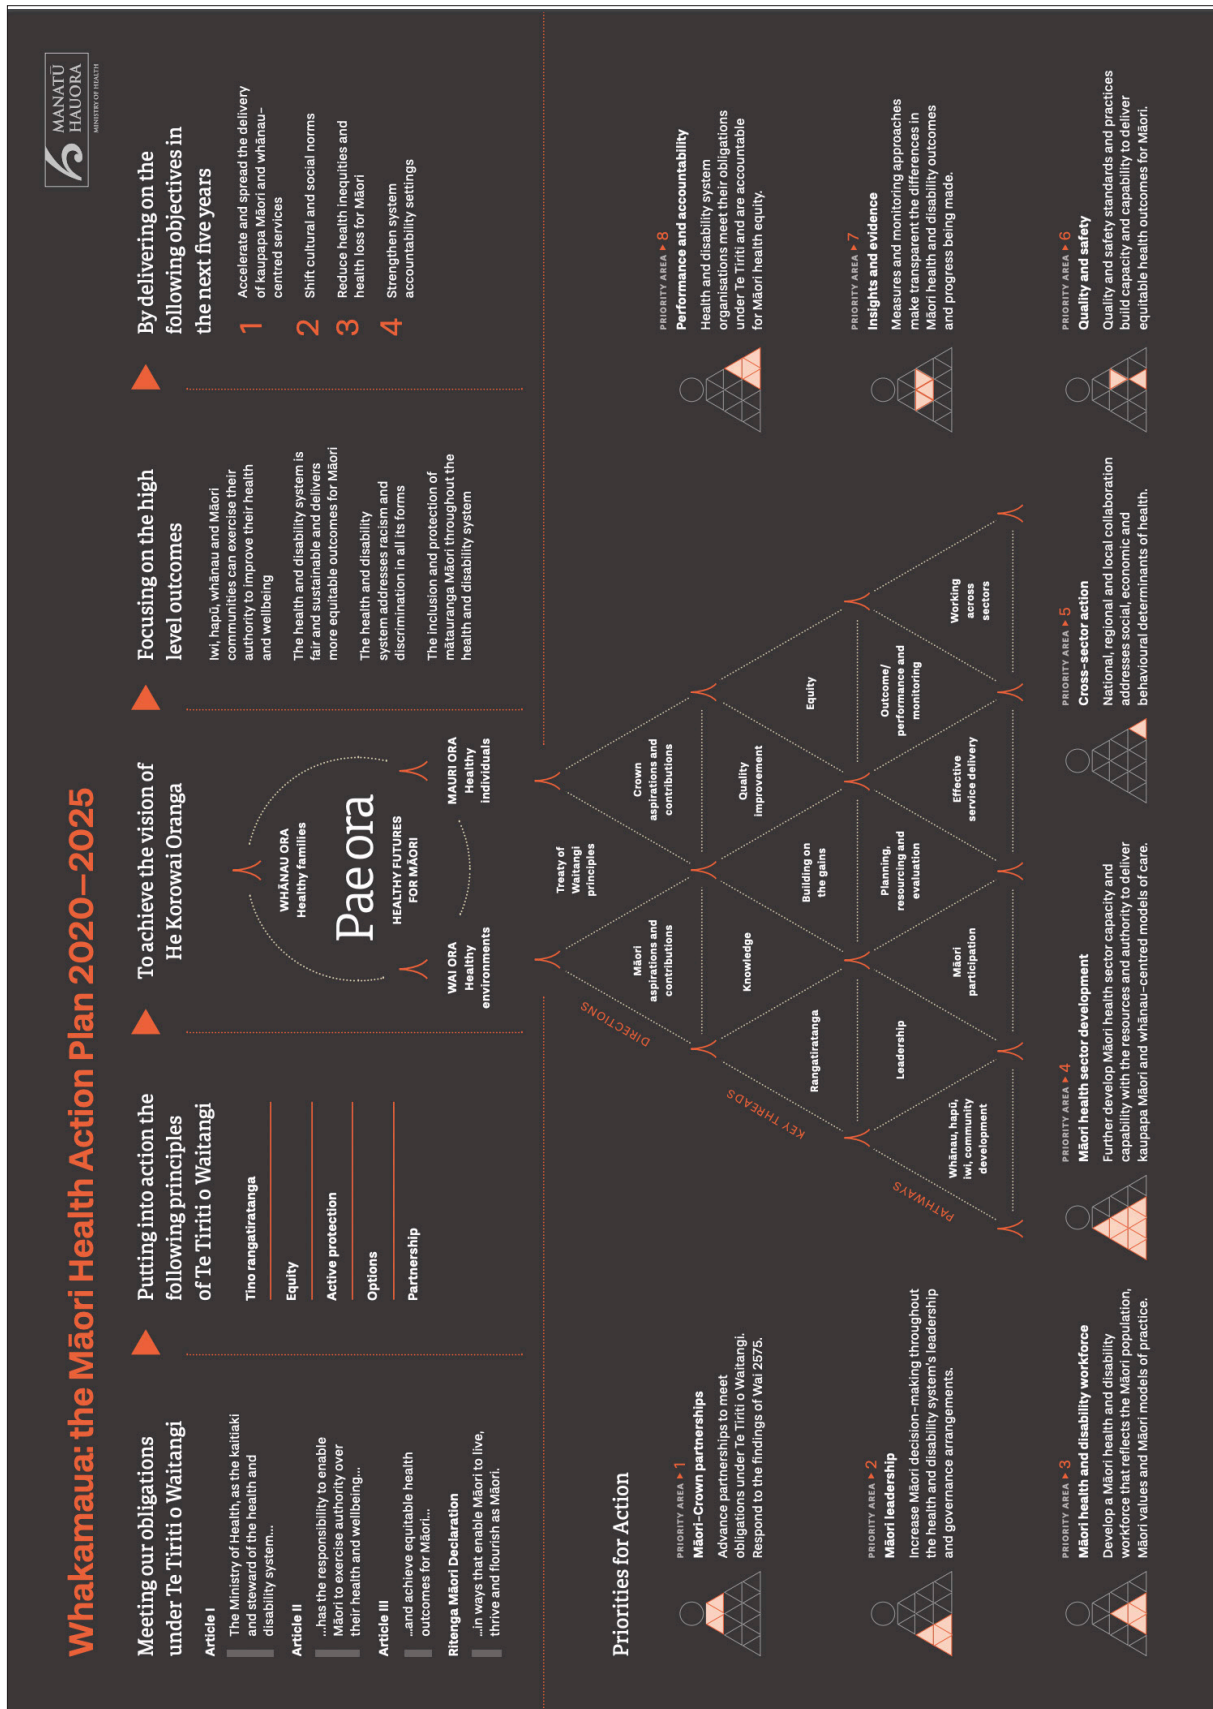 Whakamaua: the Māori Health Action Plan 2020–2025
MANATŪ
HAUORA
MINISTRY OF HEALTH
Meeting our obligations
under Te Tiriti o Waitangi
Article I
The Ministry of Health, as the kaitiaki
and steward of the health and
disability system...
Article II
...has the responsibility to enable
Māori to exercise authority over
their health and wellbeing...
Article III
...and achieve equitable health
outcomes for Māori...
Ritenga Māori Declaration
...in ways that enable Māori to live,
thrive and flourish as Māori.
Putting into action the
following principles
of Te Tiriti o Waitangi
Tino rangatiratanga
Equity
Active protection
Options
Partnership
To achieve the vision of
He Korowai Oranga
WHĀNAU ORA
Healthy families
Pae ora
HEALTHY FUTURES
FOR MĀORI
WAI ORA
Healthy
environments
MAURI ORA
Healthy
individuals
Focusing on the high
level outcomes
Iwi, hapū, whānau and Māori
communities can exercise their
authority to improve their health
and wellbeing
The health and disability system is
fair and sustainable and delivers
more equitable outcomes for Māori
The health and disability
system addresses racism and
discrimination in all its forms
The inclusion and protection of
mātauranga Māori throughout the
health and disability system
By delivering on the
following objectives in
the next five years
1 Accelerate and spread the delivery
of kaupapa Māori and whānau-
centred services
2 Shift cultural and social norms
3 Reduce health inequities and
health loss for Māori
4 Strengthen system
accountability settings
Priorities for Action
PRIORITY AREA ▸ 1
Māori-Crown partnerships
Advance partnerships to meet
obligations under Te Tiriti o Waitangi.
Respond to the findings of Wai 2575.
PRIORITY AREA ▸ 2
Māori leadership
Increase Māori decision-making throughout
the health and disability system's leadership
and governance arrangements.
PRIORITY AREA ▸ 3
Māori health and disability workforce
Develop a Māori health and disability
workforce that reflects the Māori population,
Māori values and Māori models of practice.
DIRECTIONS
KEY THREADS
PATHWAYS
Treaty of
Waitangi
principles
Māori
aspirations and
contributions
Crown
aspirations and
contributions
Knowledge
Quality
improvement
Rangatiratanga
Building on
the gains
Equity
Leadership
Planning,
resourcing and
evaluation
Outcome/
performance and
monitoring
Whānau, hapū,
iwi, community
development
Māori
participation
Effective
service delivery
Working
across
sectors
PRIORITY AREA ▸ 4
Māori health sector development
Further develop Māori health sector capacity and
capability with the resources and authority to deliver
kaupapa Māori and whānau-centred models of care.
PRIORITY AREA ▸ 5
Cross-sector action
National, regional and local collaboration
addresses social, economic and
behavioural determinants of health.
PRIORITY AREA ▸ 8
Performance and accountability
Health and disability system
organisations meet their obligations
under Te Tiriti and are accountable
for Māori health equity.
PRIORITY AREA ▸ 7
Insights and evidence
Measures and monitoring approaches
make transparent the differences in
Māori health and disability outcomes
and progress being made.
PRIORITY AREA ▸ 6
Quality and safety
Quality and safety standards and practices
build capacity and capability to deliver
equitable health outcomes for Māori.